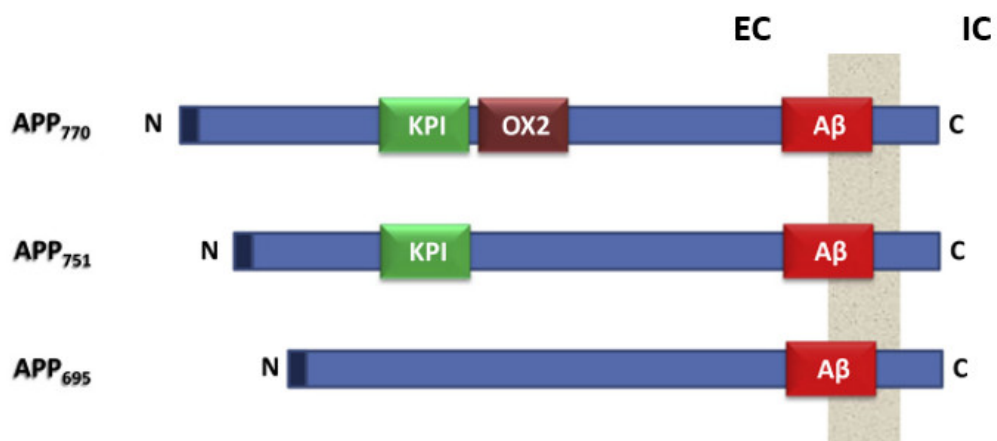 EC IC
APP770 N KPI OX2 Aβ C
APP751 N KPI Aβ C
APP695 N Aβ C